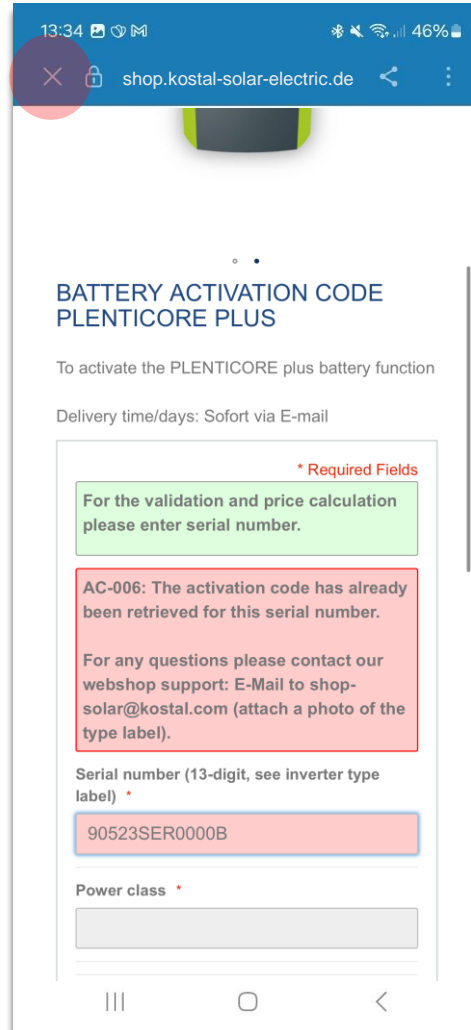 13:34
46%
shop.kostal-solar-electric.de
BATTERY ACTIVATION CODE
PLENTICORE PLUS
To activate the PLENTICORE plus battery function
Delivery time/days: Sofort via E-mail
* Required Fields
For the validation and price calculation
please enter serial number.
AC-006: The activation code has already
been retrieved for this serial number.
For any questions please contact our
webshop support: E-Mail to shop-
solar@kostal.com (attach a photo of the
type label).
Serial number (13-digit, see inverter type
label) *
90523SER0000B
Power class *